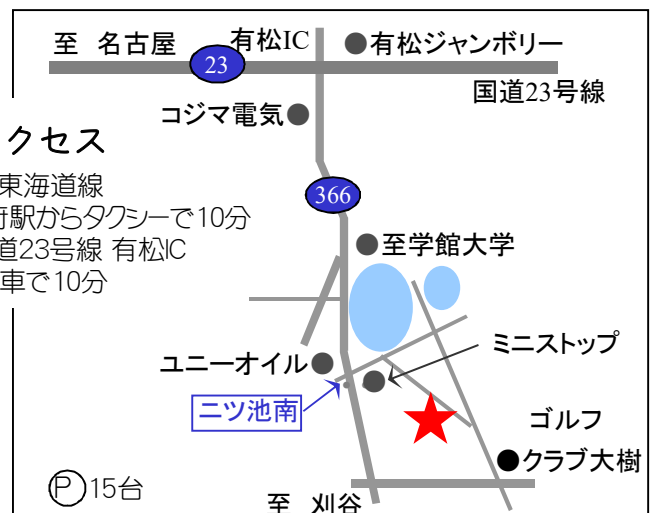 至 名古屋
有松IC
有松ジャンボリー
23
国道23号線
コジマ電気
クセス
東海道線
駅からタクシーで10分
道23号線 有松IC
車で10分
366
至学館大学
ミニストップ
ユニーオイル
二ツ池南
ゴルフ
クラブ大樹
P 15台
至 刈谷